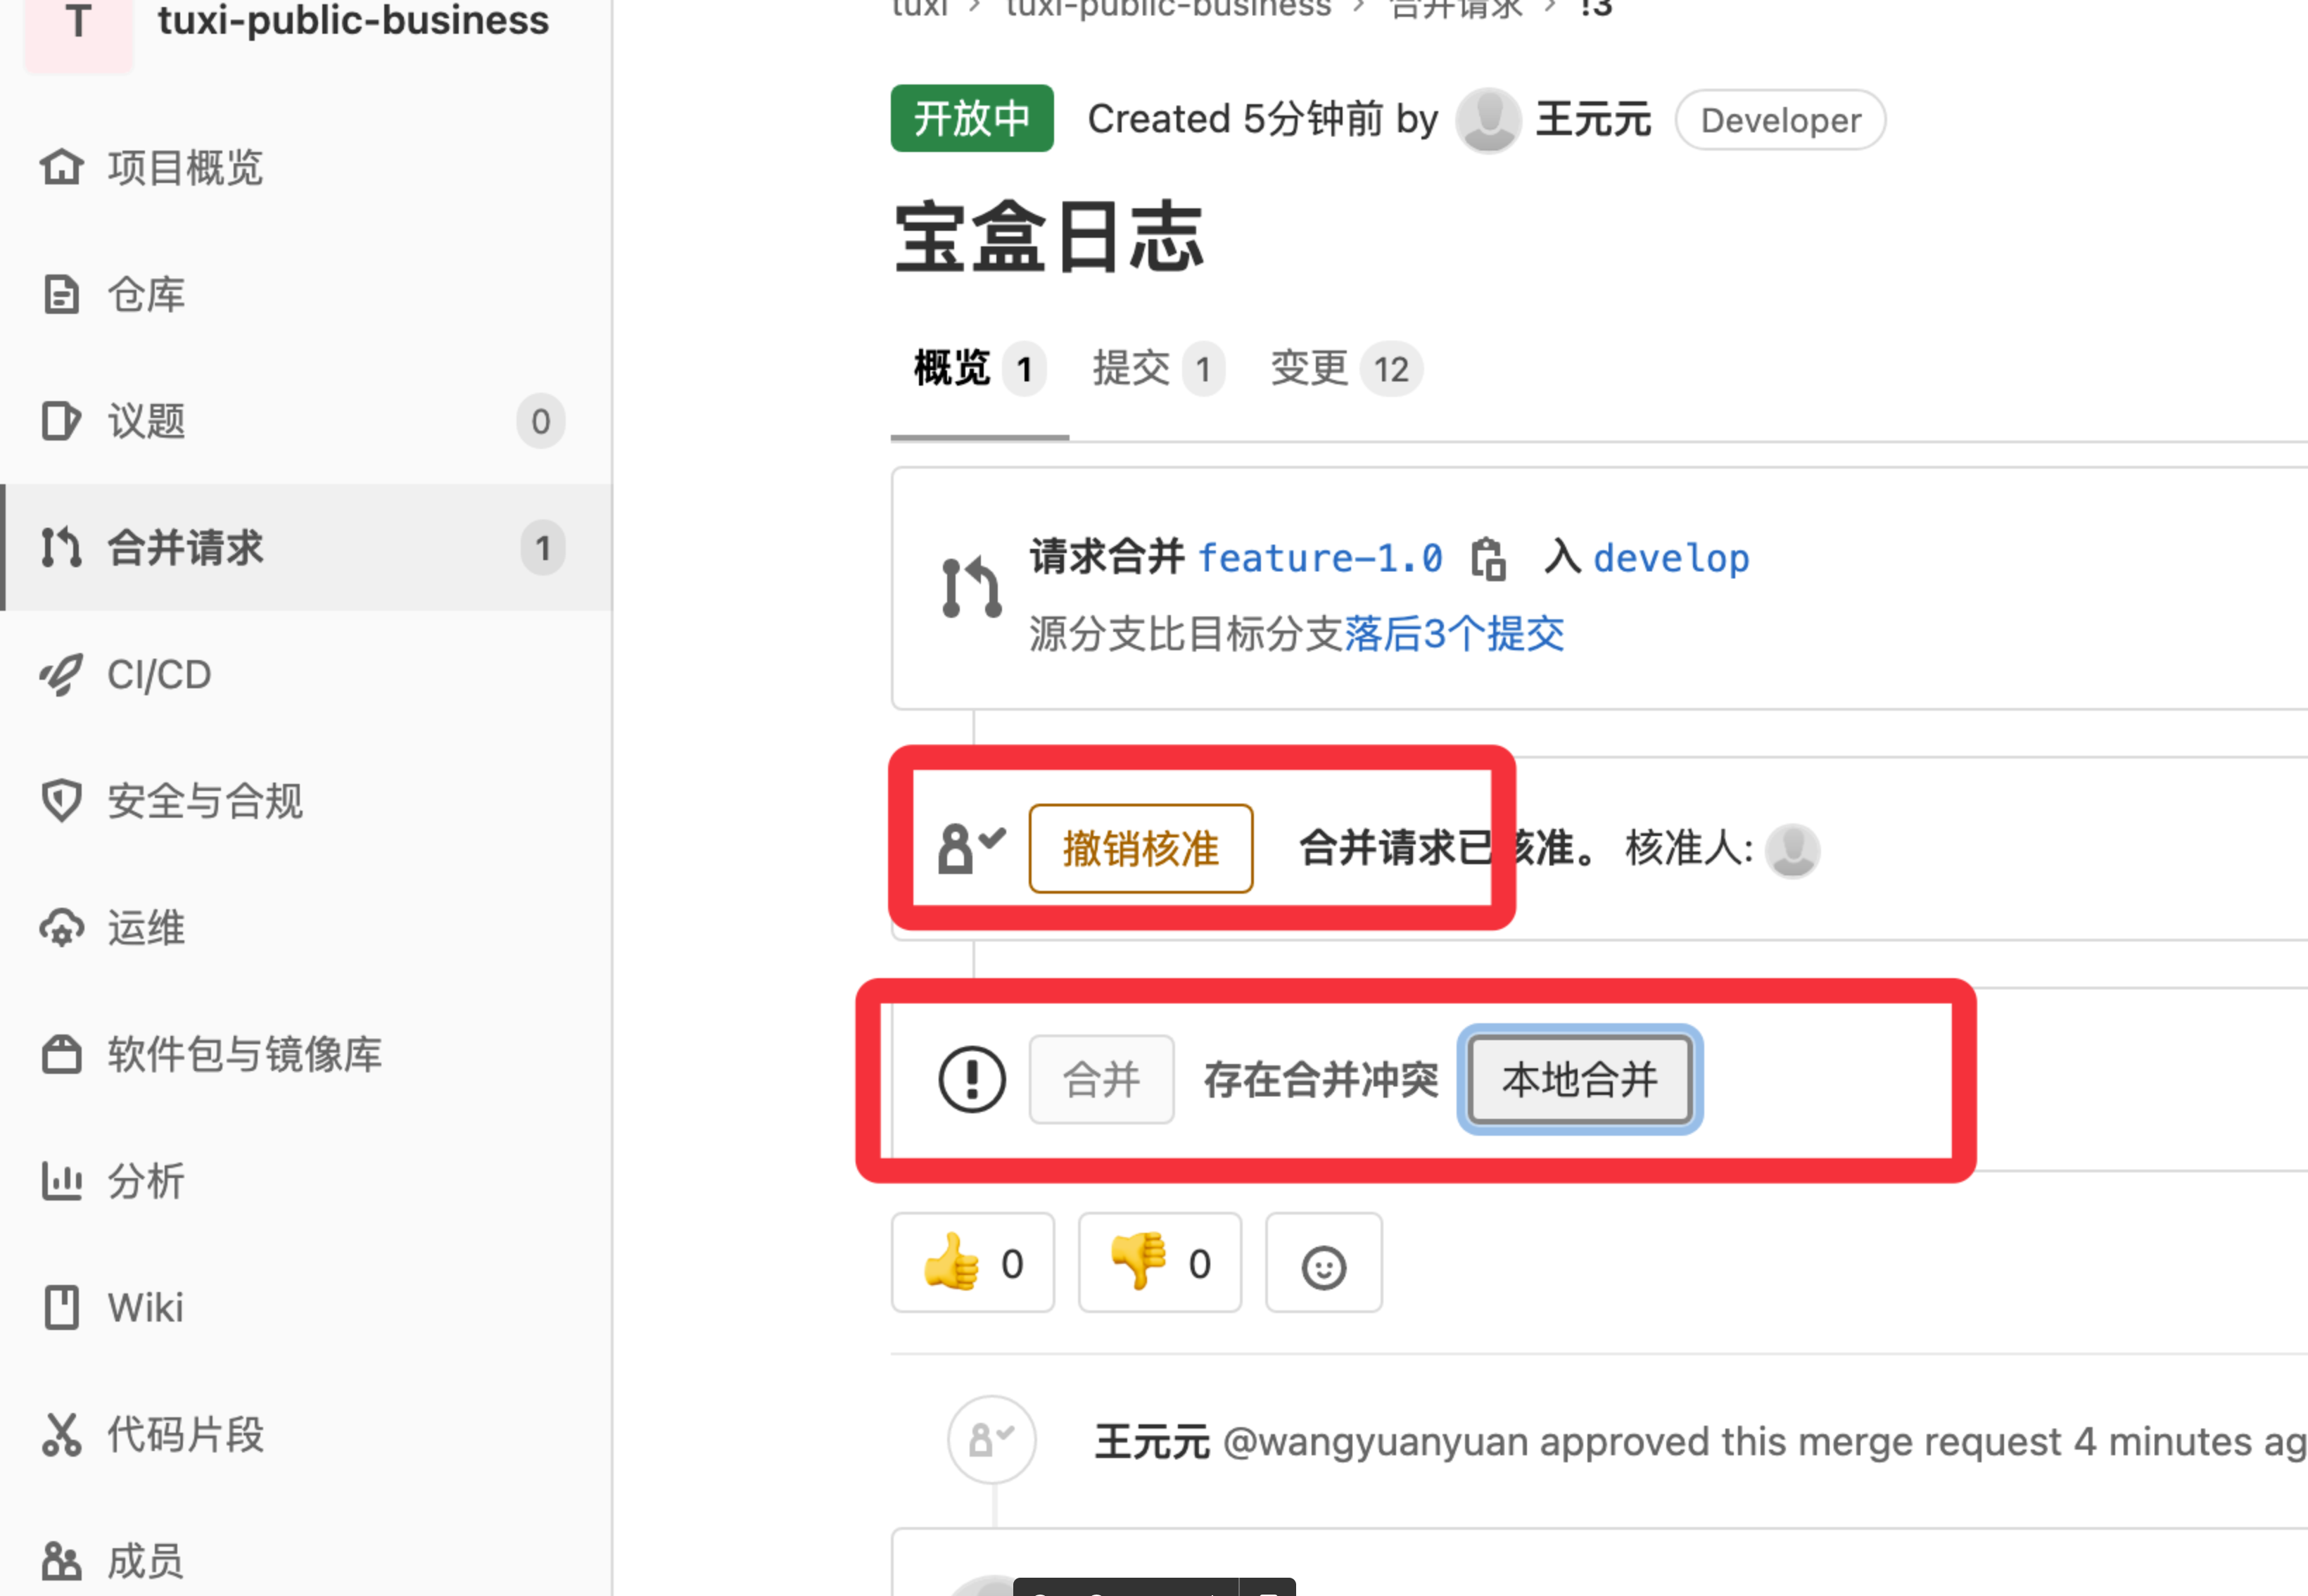 T tuxi-public-business
项目概览
仓库
议题 0
合并请求 1
CI/CD
安全与合规
运维
软件包与镜像库
分析
Wiki
代码片段
成员
tuxi > tuxi-public-business > 合并请求 > !3
开放中 Created 5分钟前 by 王元元 Developer
宝盒日志
概览 1 提交 1 变更 12
请求合并 feature-1.0 入 develop
源分支比目标分支落后3个提交
撤销核准 合并请求已核准。 核准人:
合并 存在合并冲突 本地合并
👍 0 👎 0
王元元 @wangyuanyuan approved this merge request 4 minutes ag